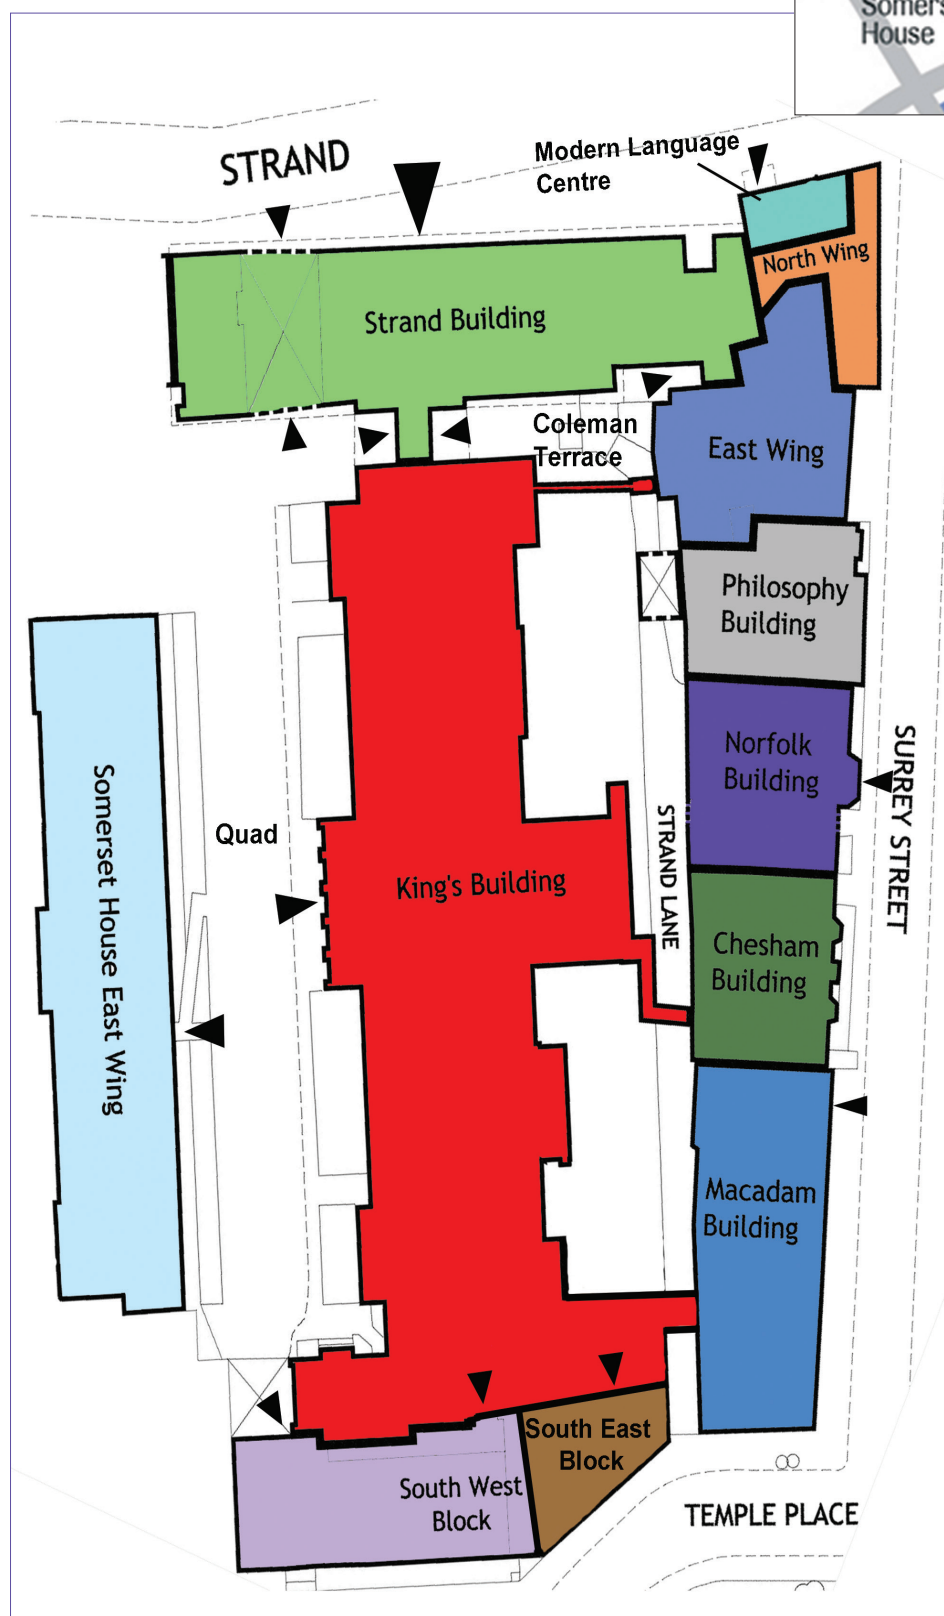 Somers
House
STRAND
Modern Language
Centre
North Wing
Strand Building
Coleman
Terrace
East Wing
Philosophy
Building
Norfolk
Building
SURREY STREET
Somerset House East Wing
Quad
King's Building
STRAND LANE
Chesham
Building
Macadam
Building
South East
Block
South West
Block
TEMPLE PLACE